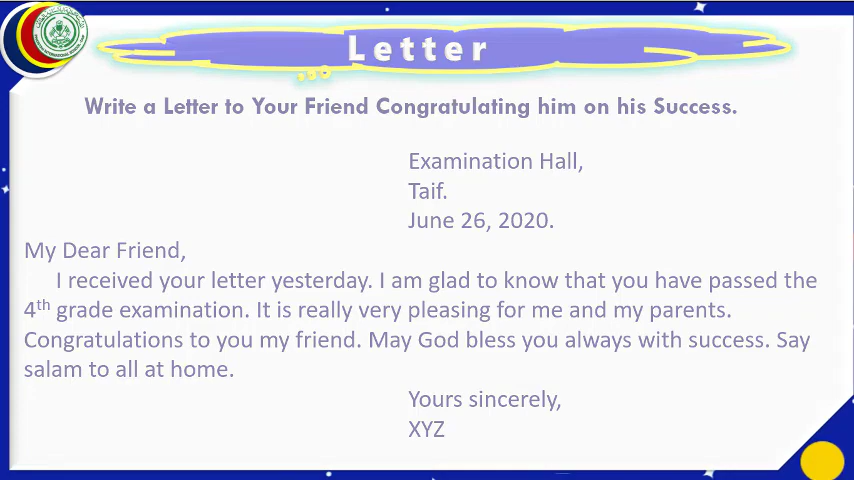 Letter
Write a Letter to Your Friend Congratulating him on his Success.
Examination Hall,
Taif.
June 26, 2020.
My Dear Friend,
I received your letter yesterday. I am glad to know that you have passed the
4th grade examination. It is really very pleasing for me and my parents.
Congratulations to you my friend. May God bless you always with success. Say
salam to all at home.
Yours sincerely,
XYZ